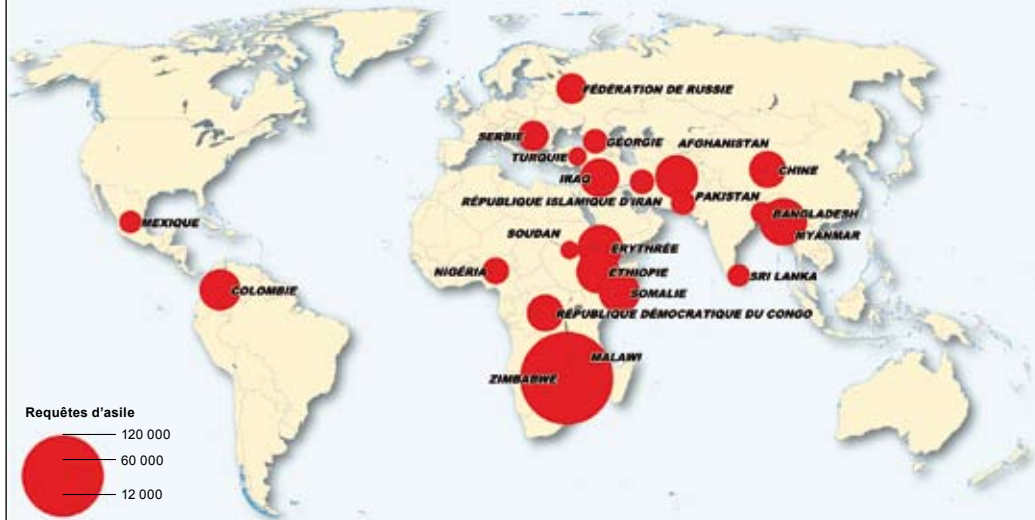 FÉDÉRATION DE RUSSIE
SERBIE
GÉORGIE
AFGHANISTAN
TURQUIE
CHINE
IRAQ
PAKISTAN
RÉPUBLIQUE ISLAMIQUE D'IRAN
BANGLADESH
MEXIQUE
SOUDAN
MYANMAR
ERYTHRÉE
NIGÉRIA
ÉTHIOPIE
SRI LANKA
COLOMBIE
SOMALIE
RÉPUBLIQUE DÉMOCRATIQUE DU CONGO
MALAWI
ZIMBABWE
Requêtes d'asile
120 000
60 000
12 000